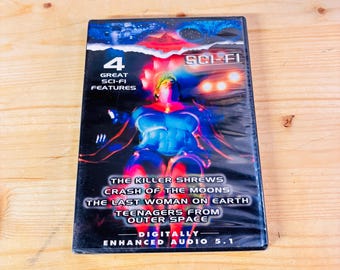 SCI-FI
4
GREAT
SCI-FI
FEATURES
THE KILLER SHREWS
CRASH OF THE MOONS
THE LAST WOMAN ON EARTH
TEENAGERS FROM
OUTER SPACE
DIGITALLY
ENHANCED AUDIO 5.1